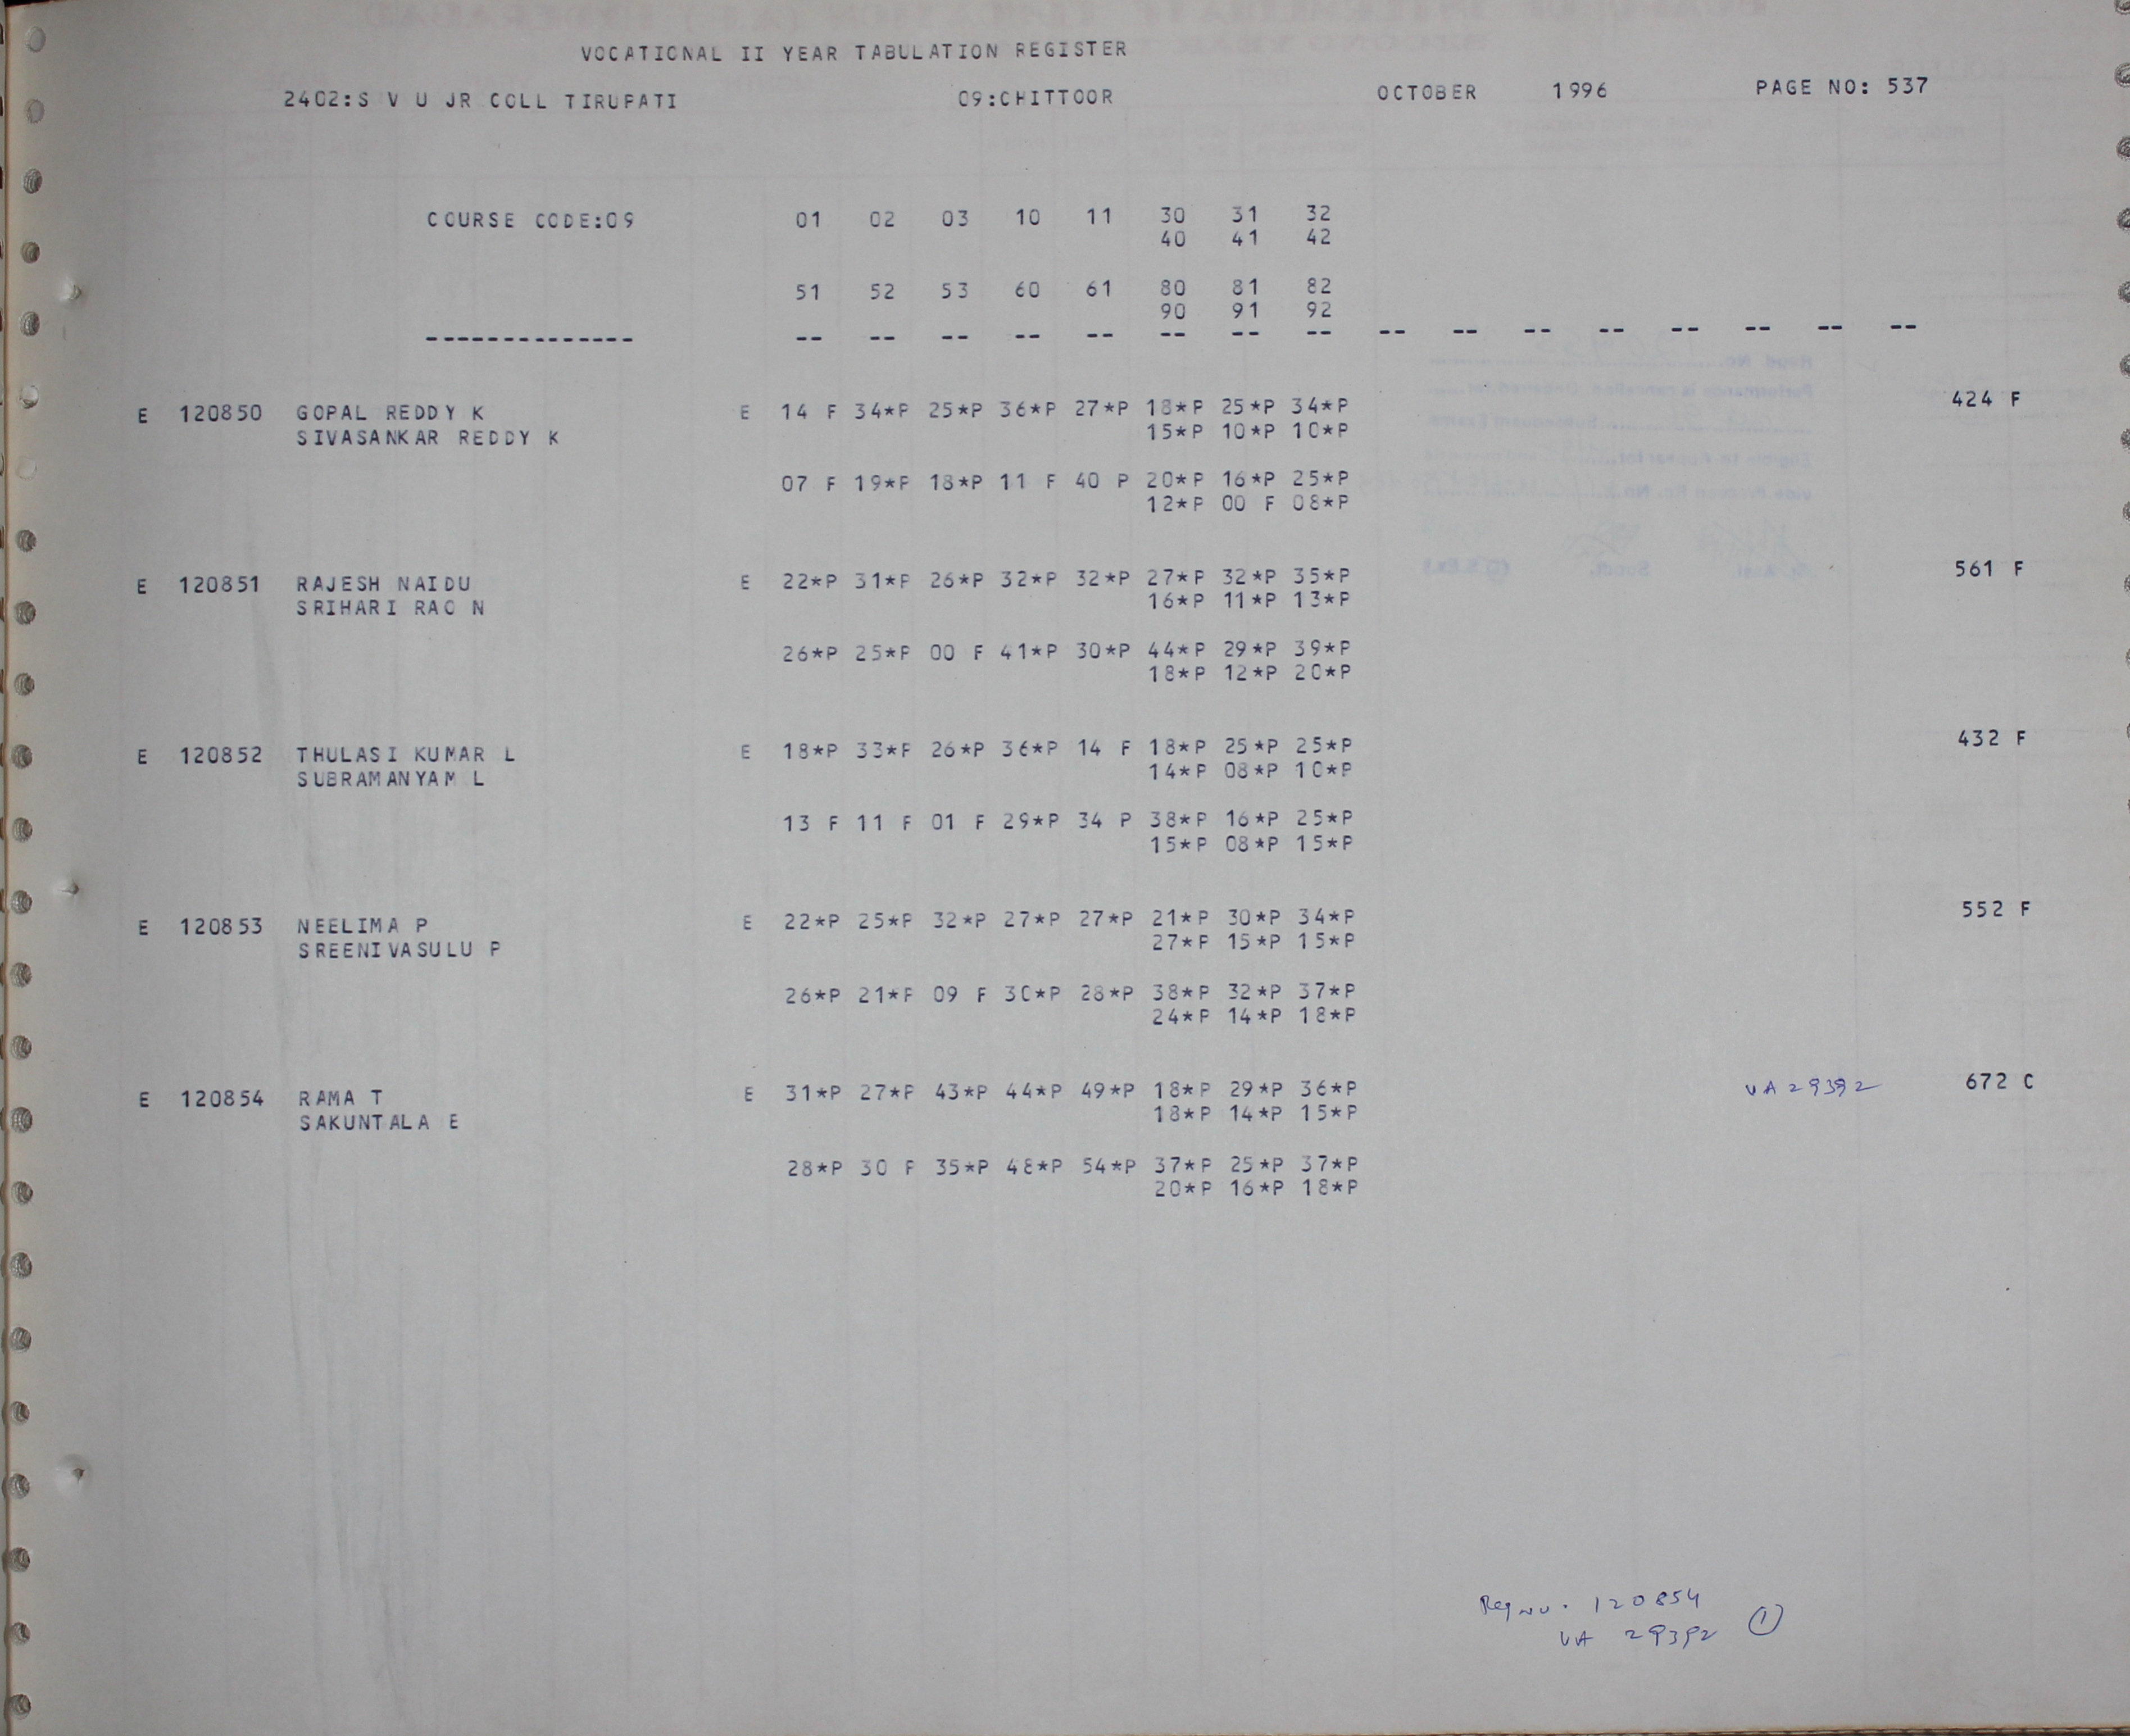 VOCATIONAL II YEAR TABULATION REGISTER
2402:S V U JR COLL TIRUPATI 09:CHITTOOR OCTOBER 1996 PAGE NO: 537
COURSE CODE:09 01 02 03 10 11 30 31 32
40 41 42
51 52 53 60 61 80 81 82
90 91 92
-------------- -- -- -- -- -- -- -- -- -- -- -- -- -- -- -- --
E 120850 GOPAL REDDY K E 14 F 34*P 25*P 36*P 27*P 18*P 25*P 34*P 424 F
SIVASANKAR REDDY K 15*P 10*P 10*P
07 F 19*P 18*P 11 F 40 P 20*P 16*P 25*P
12*P 00 F 08*P
E 120851 RAJESH NAIDU E 22*P 31*P 26*P 32*P 32*P 27*P 32*P 35*P 561 F
SRIHARI RAO N 16*P 11*P 13*P
26*P 25*P 00 F 41*P 30*P 44*P 29*P 39*P
18*P 12*P 20*P
E 120852 THULASI KUMAR L E 18*P 33*P 26*P 36*P 14 F 18*P 25*P 25*P 432 F
SUBRAMANYAM L 14*P 08*P 10*P
13 F 11 F 01 F 29*P 34 P 38*P 16*P 25*P
15*P 08*P 15*P
E 120853 NEELIMA P E 22*P 25*P 32*P 27*P 27*P 21*P 30*P 34*P 552 F
SREENIVASULU P 27*P 15*P 15*P
26*P 21*P 09 F 30*P 28*P 38*P 32*P 37*P
24*P 14*P 18*P
E 120854 RAMA T E 31*P 27*P 43*P 44*P 49*P 18*P 29*P 36*P VA 29392 672 C
SAKUNTALA E 18*P 14*P 15*P
28*P 30 P 35*P 48*P 54*P 37*P 25*P 37*P
20*P 16*P 18*P
Reg No. 120854
VA 29392 1